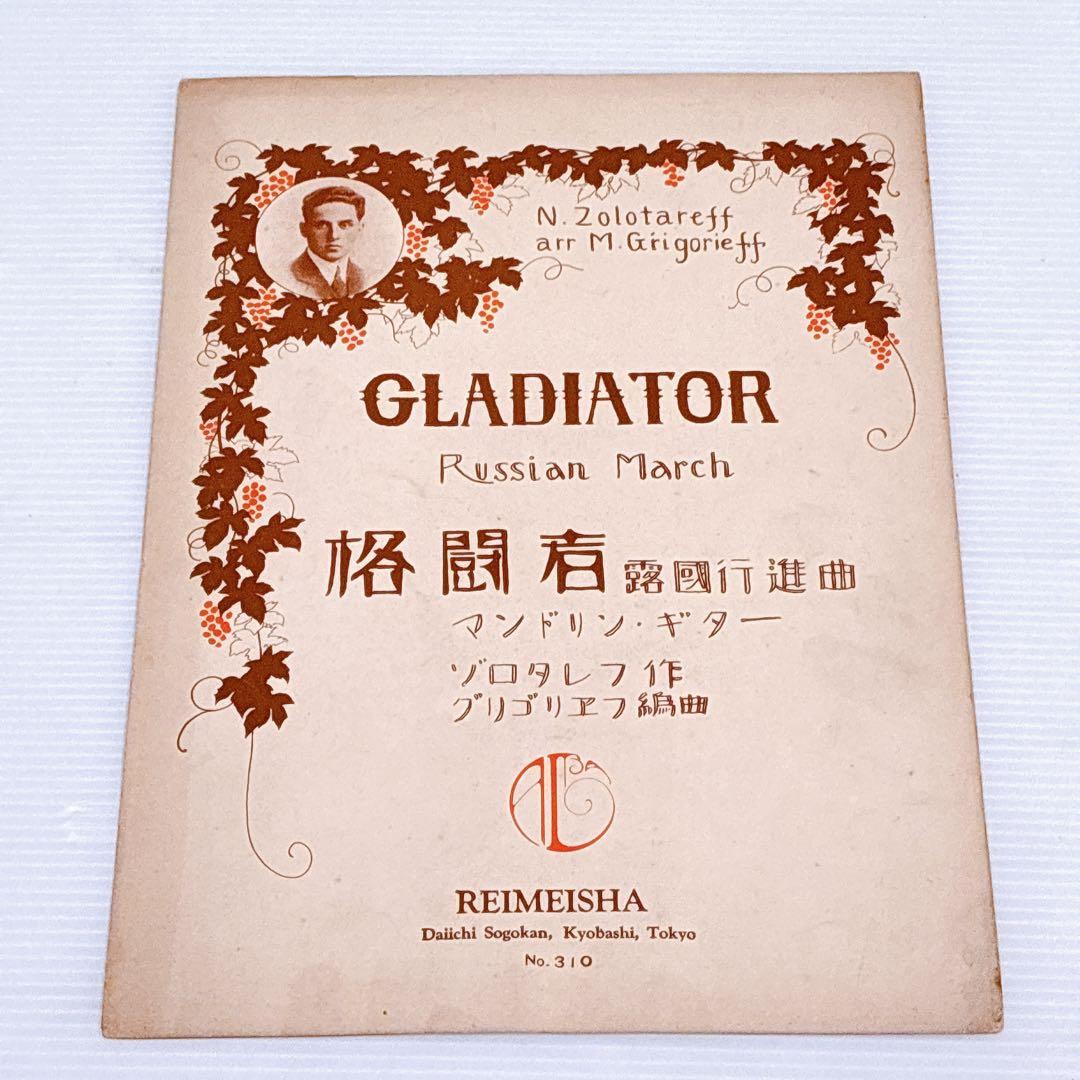 N. Zolotareff
arr M. Grigorieff
GLADIATOR
Russian March
格闘者 露國行進曲
マンドリン・ギター
ゾロタレフ作
グリゴリヱフ編曲
ALBA
REIMEISHA
Daiichi Sogokan, Kyobashi, Tokyo
No. 310